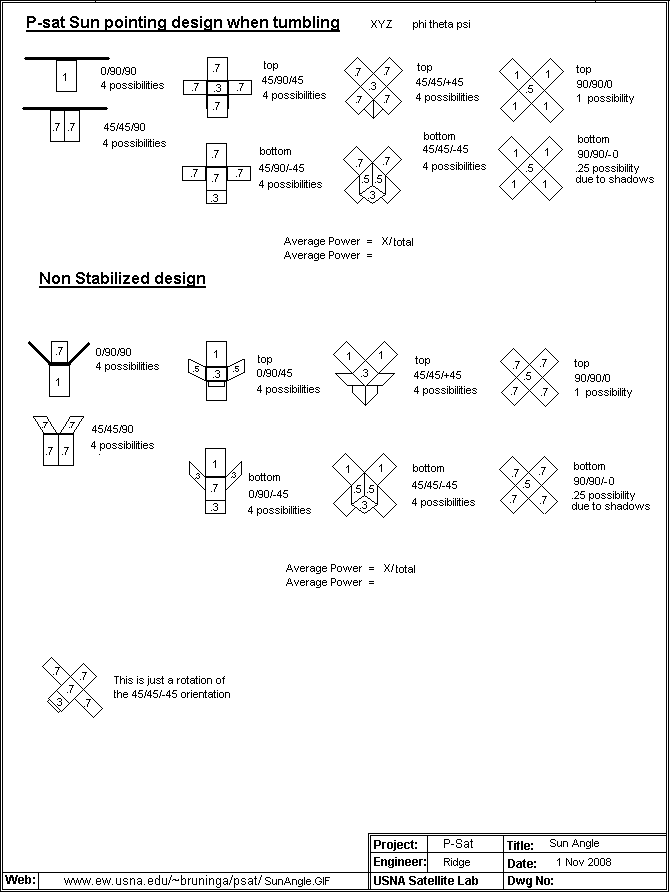 P-sat Sun pointing design when tumbling
XYZ phi theta psi
1
0/90/90
4 possibilities
.7 .7
45/45/90
4 possibilities
.7
.7 .3 .7
.7
top
45/90/45
4 possibilities
.7 .7
.3
.7 .7
top
45/45/+45
4 possibilities
1 1
.5
1 1
top
90/90/0
1 possibility
.7
.7 .7 .7
.3
bottom
45/90/-45
4 possibilities
.7 .7
.5 .5
.3
bottom
45/45/-45
4 possibilities
1 1
.5
1 1
bottom
90/90/-0
.25 possibility
due to shadows
Average Power = X/total
Average Power =
Non Stabilized design
.7
1
0/90/90
4 possibilities
.7 .7
.7 .7
45/45/90
4 possibilities
1
.5 .3 .5
top
0/90/45
4 possibilities
1 1
.3
top
45/45/+45
4 possibilities
.7 .7
.5
.7 .7
top
90/90/0
1 possibility
1
.3 .3
.7
.3
bottom
0/90/-45
4 possibilities
1 1
.5 .5
.3
bottom
45/45/-45
4 possibilities
.7 .7
.5
.7 .7
bottom
90/90/-0
.25 possibility
due to shadows
Average Power = X/total
Average Power =
.7 .7
.7
.3 .7
This is just a rotation of
the 45/45/-45 orientation
Project: P-Sat Title: Sun Angle
Engineer: Ridge Date: 1 Nov 2008
Web: www.ew.usna.edu/~bruninga/psat/ SunAngle.GIF USNA Satellite Lab Dwg No: